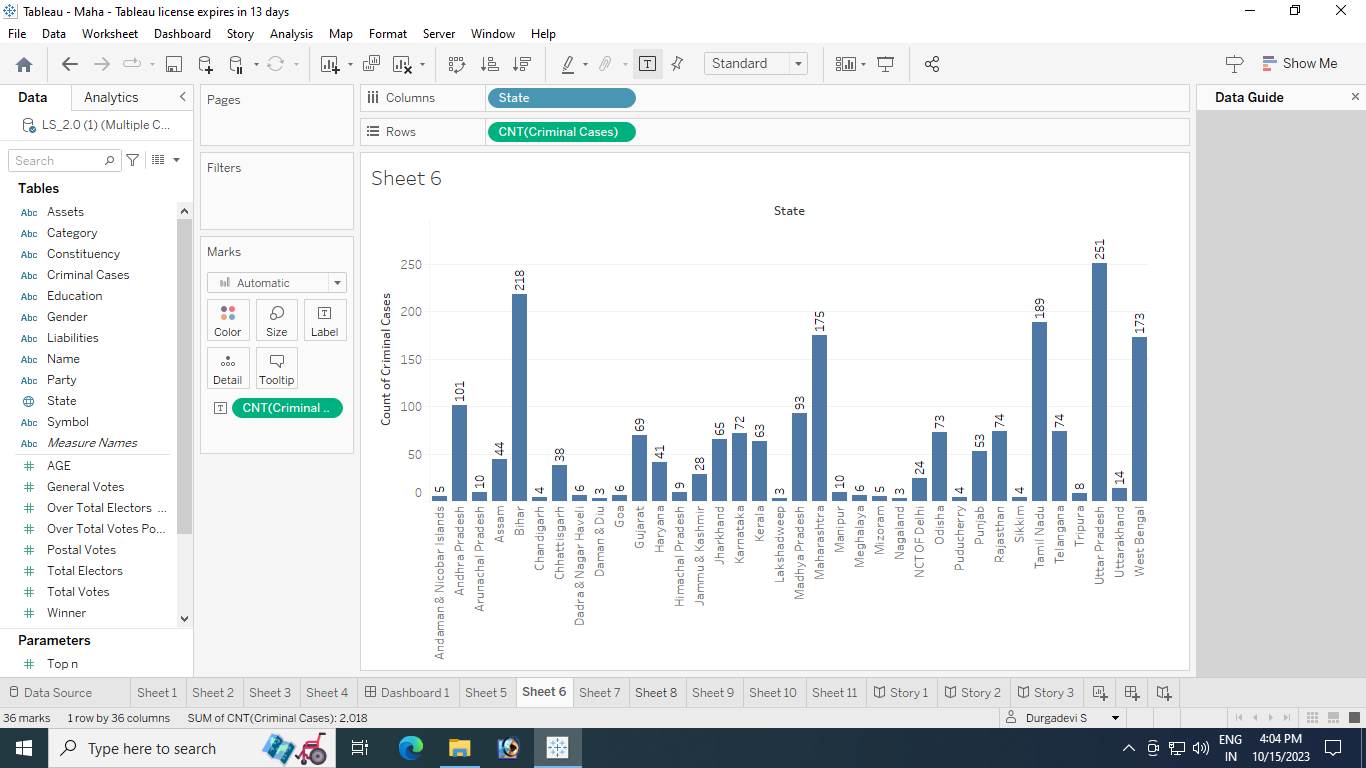 Tableau - Maha - Tableau license expires in 13 days
File Data Worksheet Dashboard Story Analysis Map Format Server Window Help
Standard
Show Me
Data Analytics
LS_2.0 (1) (Multiple C...
Search
Tables
Abc Assets
Abc Category
Abc Constituency
Abc Criminal Cases
Abc Education
Abc Gender
Abc Liabilities
Abc Name
Abc Party
State
Abc Symbol
Abc Measure Names
# AGE
# General Votes
# Over Total Electors ...
# Over Total Votes Po...
# Postal Votes
# Total Electors
# Total Votes
# Winner
Parameters
# Top n
Pages
Filters
Marks
Automatic
Color Size Label
Detail Tooltip
CNT(Criminal ..
Columns State
Rows CNT(Criminal Cases)
Sheet 6
State
Count of Criminal Cases
250
200
150
100
50
0
5 101 10 44 218 4 38 6 3 6 69 41 9 28 65 72 63 3 93 175 10 6 5 3 24 73 4 53 74 4 189 74 8 251 14 173
Andaman & Nicobar Islands
Andhra Pradesh
Arunachal Pradesh
Assam
Bihar
Chandigarh
Chhattisgarh
Dadra & Nagar Haveli
Daman & Diu
Goa
Gujarat
Haryana
Himachal Pradesh
Jammu & Kashmir
Jharkhand
Karnataka
Kerala
Lakshadweep
Madhya Pradesh
Maharashtra
Manipur
Meghalaya
Mizoram
Nagaland
NCT OF Delhi
Odisha
Puducherry
Punjab
Rajasthan
Sikkim
Tamil Nadu
Telangana
Tripura
Uttar Pradesh
Uttarakhand
West Bengal
Data Guide
Data Source Sheet 1 Sheet 2 Sheet 3 Sheet 4 Dashboard 1 Sheet 5 Sheet 6 Sheet 7 Sheet 8 Sheet 9 Sheet 10 Sheet 11 Story 1 Story 2 Story 3
36 marks 1 row by 36 columns SUM of CNT(Criminal Cases): 2,018
Durgadevi S
Type here to search
ENG
IN
4:04 PM
10/15/2023